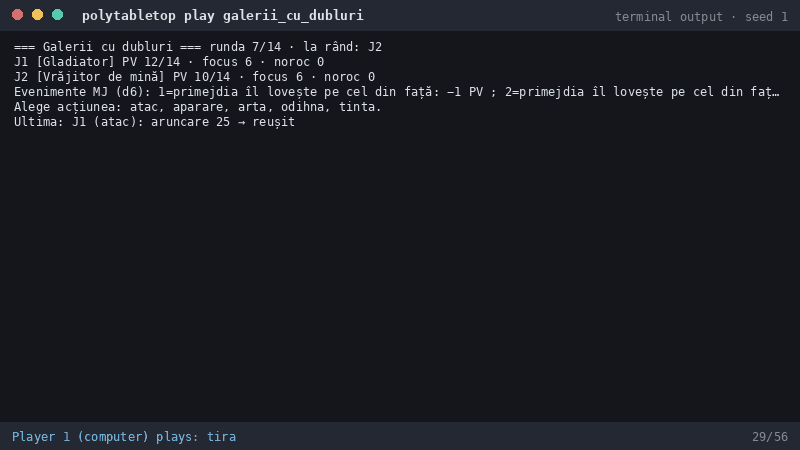 polytabletop play galerii_cu_dubluri
terminal output · seed 1
=== Galerii cu dubluri === runda 7/14 · la rând: J2
J1 [Gladiator] PV 12/14 · focus 6 · noroc 0
J2 [Vrăjitor de mină] PV 10/14 · focus 6 · noroc 0
Evenimente MJ (d6): 1=primejdia îl lovește pe cel din față: −1 PV ; 2=primejdia îl lovește pe cel din faț…
Alege acțiunea: atac, aparare, arta, odihna, tinta.
Ultima: J1 (atac): aruncare 25 → reușit
Player 1 (computer) plays: tira
29/56